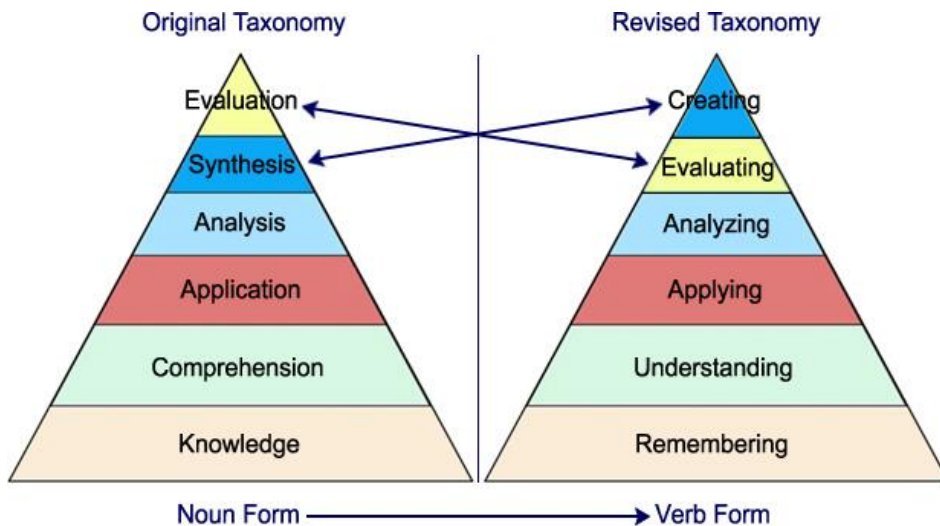 Original Taxonomy
Evaluation
Synthesis
Analysis
Application
Comprehension
Knowledge
Noun Form
Revised Taxonomy
Creating
Evaluating
Analyzing
Applying
Understanding
Remembering
Verb Form